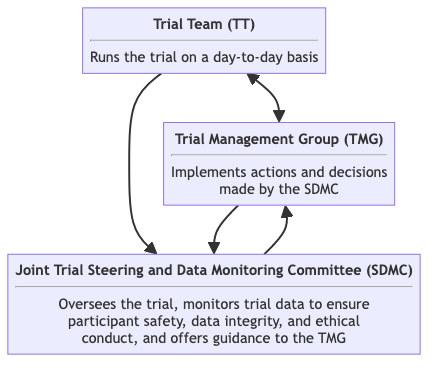 Trial Team (TT)
Runs the trial on a day-to-day basis
Trial Management Group (TMG)
Implements actions and decisions
made by the SDMC
Joint Trial Steering and Data Monitoring Committee (SDMC)
Oversees the trial, monitors trial data to ensure
participant safety, data integrity, and ethical
conduct, and offers guidance to the TMG